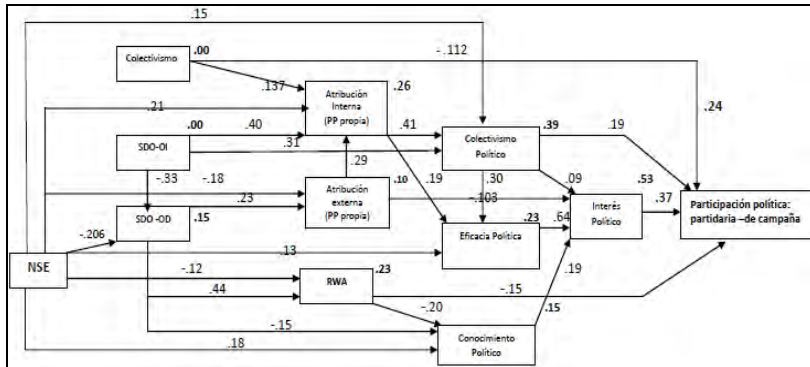 .15
Colectivismo
.00
-.112
.137
Atribución
Interna
(PP propia)
.26
.21
.24
.00
.40
.41
Colectivismo
Político
.39
.19
SDO-OI
.31
.29
-.33
-.18
Atribución
externa
(PP propia)
.10
.19
.30
.09
.53
-.103
Interés
Político
.37
Participación política:
partidaria –de campaña
.23
SDO -OD
.15
Eficacia Política
.23
.64
-.206
.13
NSE
-.12
RWA
.23
.19
.44
-.15
-.20
.15
-.15
Conocimiento
Político
.18